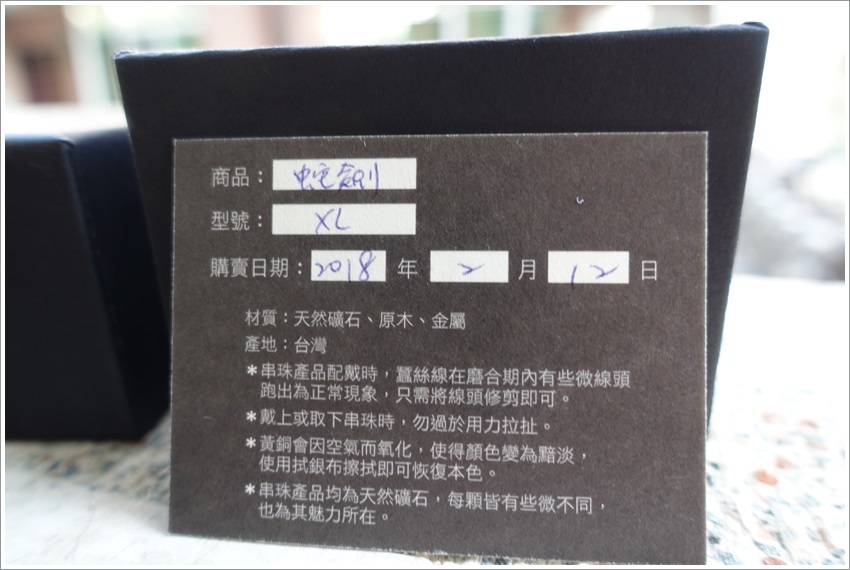 商品：蛇劍
型號：XL
購賣日期：2018年2月12日
材質：天然礦石、原木、金屬
產地：台灣
＊串珠產品配戴時，蠶絲線在磨合期內有些微線頭
跑出為正常現象，只需將線頭修剪即可。
＊戴上或取下串珠時，勿過於用力拉扯。
＊黃銅會因空氣而氧化，使得顏色變為黯淡，
使用拭銀布擦拭即可恢復本色。
＊串珠產品均為天然礦石，每顆皆有些微不同，
也為其魅力所在。